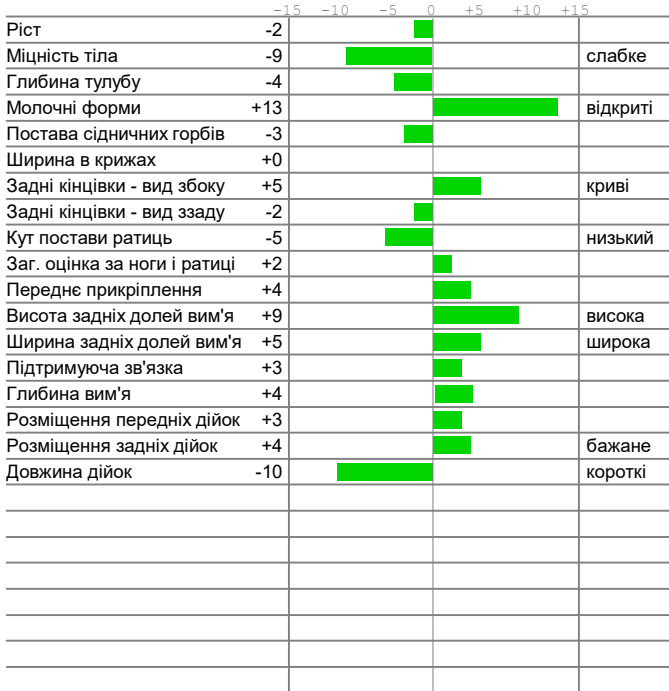 -15 -10 -5 0 +5 +10 +15
Ріст -2
Міцність тіла -9 слабке
Глибина тулубу -4
Молочні форми +13 відкриті
Постава сідничних горбів -3
Ширина в крижах +0
Задні кінцівки - вид збоку +5 криві
Задні кінцівки - вид ззаду -2
Кут постави ратиць -5 низький
Заг. оцінка за ноги і ратиці +2
Переднє прикріплення +4
Висота задніх долей вим'я +9 висока
Ширина задніх долей вим'я +5 широка
Підтримуюча зв'язка +3
Глибина вим'я +4
Розміщення передніх дійок +3
Розміщення задніх дійок +4 бажане
Довжина дійок -10 короткі